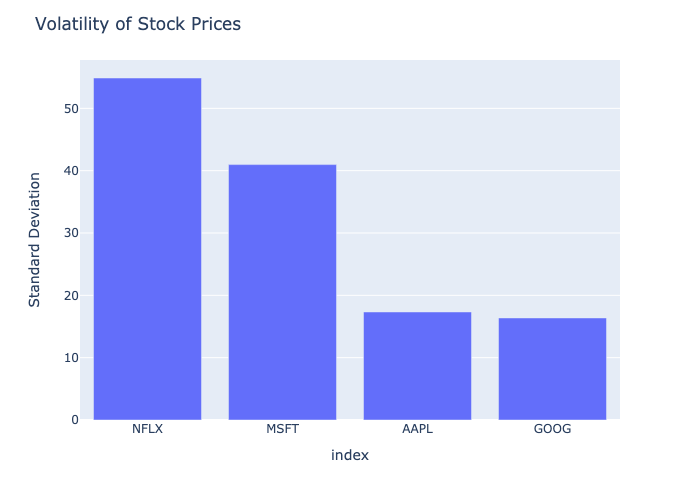 Volatility of Stock Prices
50
40
30
20
10
0
Standard Deviation
NFLX MSFT AAPL GOOG
index